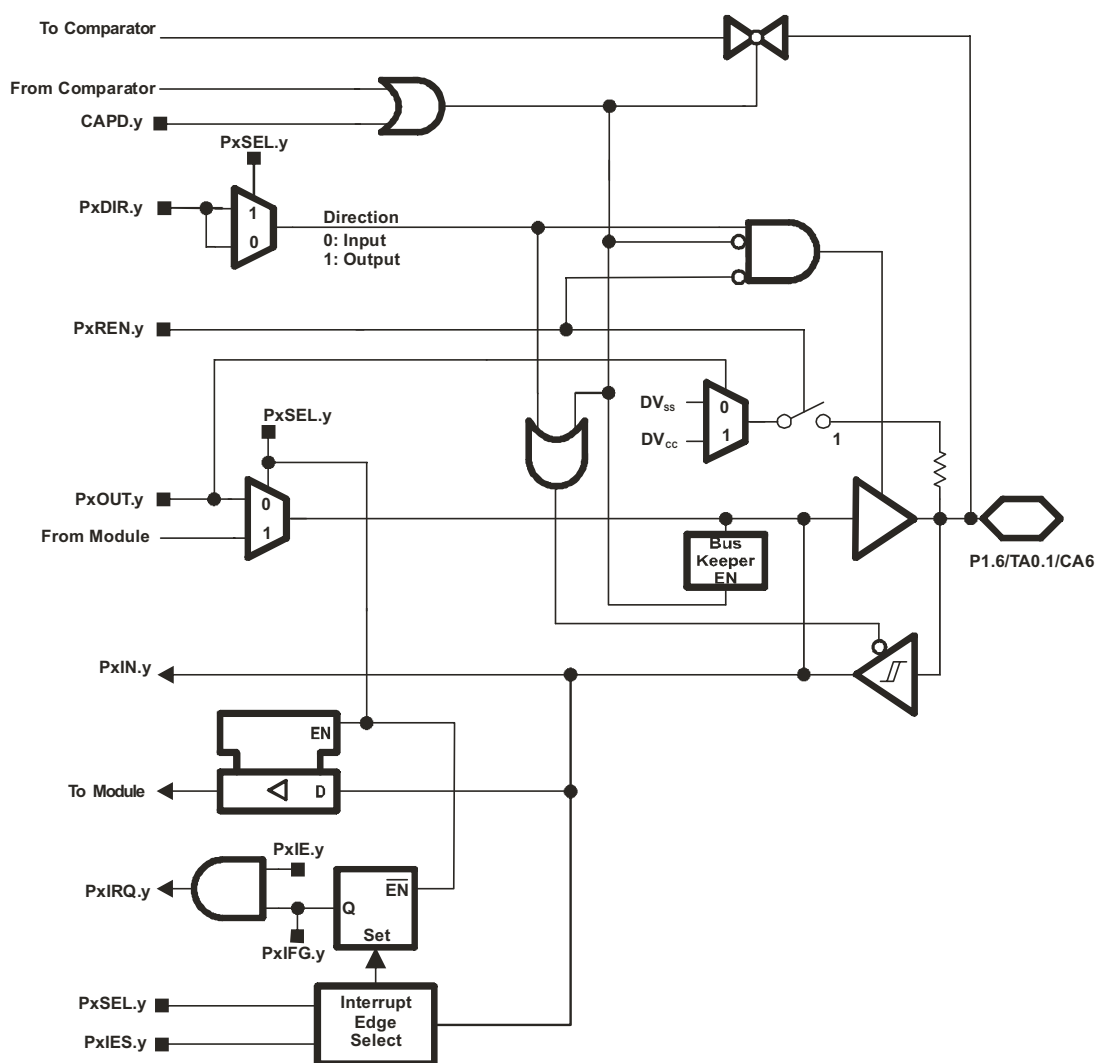 To Comparator
From Comparator
CAPD.y
PxSEL.y
PxDIR.y
1
0
Direction
0: Input
1: Output
PxREN.y
DVSS
0
DVCC
1
1
PxSEL.y
PxOUT.y
0
From Module
1
Bus
Keeper
EN
P1.6/TA0.1/CA6
PxIN.y
EN
To Module
D
PxIE.y
PxIRQ.y
EN
Q
Set
PxIFG.y
PxSEL.y
PxIES.y
Interrupt
Edge
Select